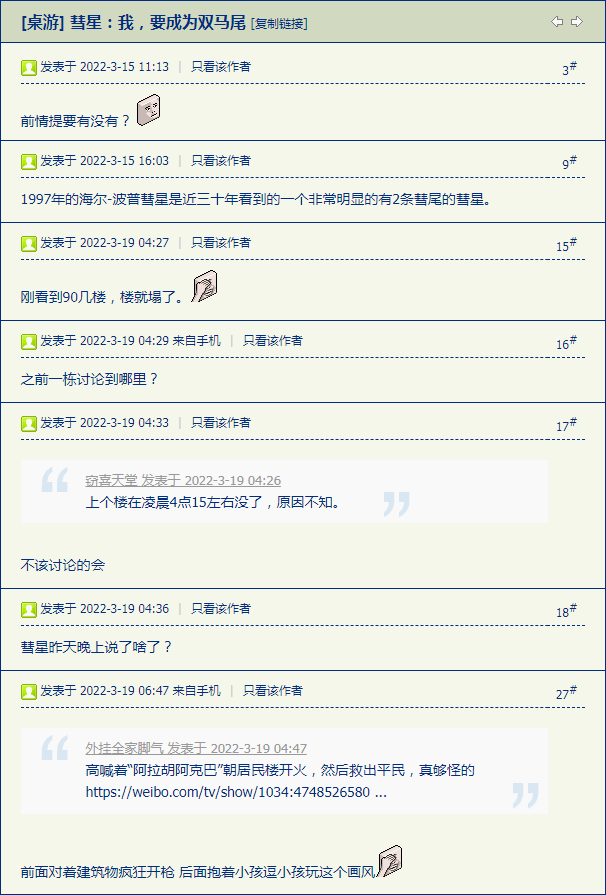 [桌游] 彗星：我，要成为双马尾 [复制链接]
发表于 2022-3-15 11:13 | 只看该作者 3#
前情提要有没有？
发表于 2022-3-15 16:03 | 只看该作者 9#
1997年的海尔-波普彗星是近三十年看到的一个非常明显的有2条彗尾的彗星。
发表于 2022-3-19 04:27 | 只看该作者 15#
刚看到90几楼，楼就塌了。
发表于 2022-3-19 04:29 来自手机 | 只看该作者 16#
之前一栋讨论到哪里？
发表于 2022-3-19 04:33 | 只看该作者 17#
窃喜天堂 发表于 2022-3-19 04:26
上个楼在凌晨4点15左右没了，原因不知。
不该讨论的会
发表于 2022-3-19 04:36 | 只看该作者 18#
彗星昨天晚上说了啥了？
发表于 2022-3-19 06:47 来自手机 | 只看该作者 27#
外挂全家脚气 发表于 2022-3-19 04:47
高喊着“阿拉胡阿克巴”朝居民楼开火，然后救出平民，真够怪的
https://weibo.com/tv/show/1034:4748526580 ...
前面对着建筑物疯狂开枪 后面抱着小孩逗小孩玩这个画风